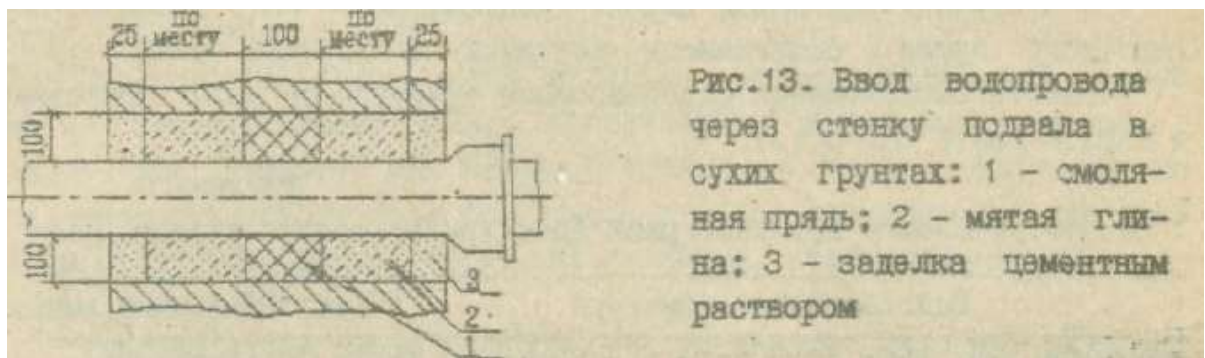 25 по месту 100 по месту 25
100
100
3
2
1
Рис.13. Ввод водопровода
через стенку подвала в
сухих грунтах: 1 - смоля-
ная прядь; 2 - мятая гли-
на; 3 - заделка цементным
раствором